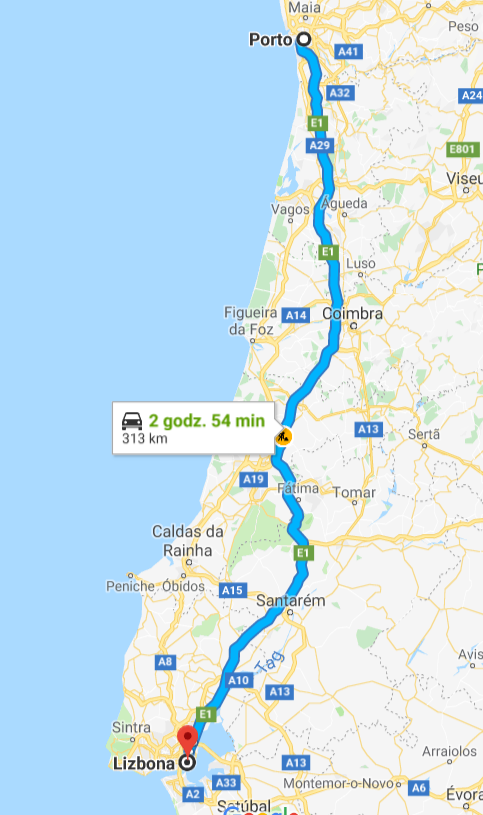 Maia
Porto
Peso
A41
A32
A24
E1
A29
E801
Viseu
Vagos
Águeda
E1
Luso
Figueira
da Foz
A14
Coimbra
2 godz. 54 min
313 km
A13
Sertã
A19
Fátima
Tomar
Caldas da
Rainha
E1
Peniche
Óbidos
A15
Santarém
Tag
A8
A10
A13
Avis
E1
Sintra
Arraiolos
Lizbona
A13
A33
Montemor-o-Novo
A6
A2
Setúbal
Évora